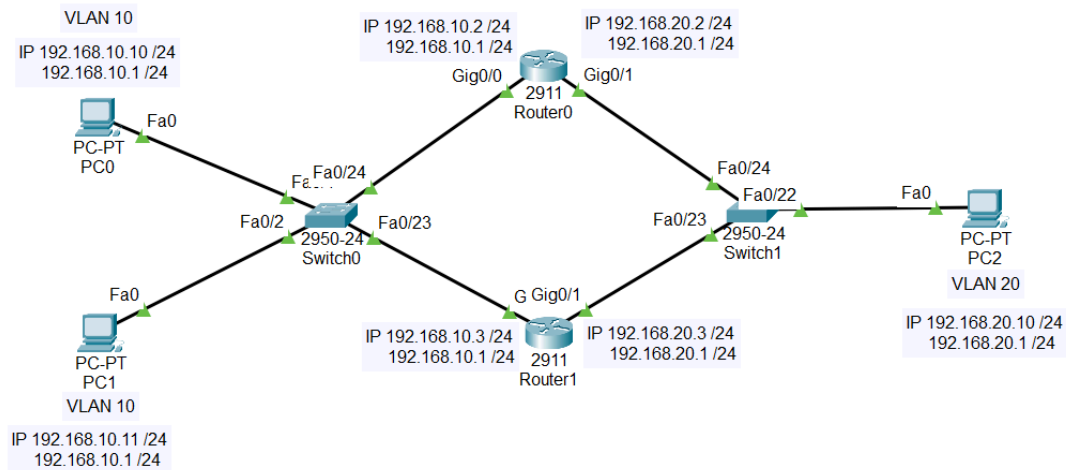 VLAN 10
IP 192.168.10.10 /24
192.168.10.1 /24
Fa0
PC-PT
PC0
IP 192.168.10.2 /24
192.168.10.1 /24
Gig0/0
IP 192.168.20.2 /24
192.168.20.1 /24
Gig0/1
2911
Router0
Fa0/24
Fa0/2
Fa0/23
2950-24
Switch0
Fa0/24
Fa0/22
Fa0/23
2950-24
Switch1
Fa0
PC-PT
PC2
VLAN 20
IP 192.168.20.10 /24
192.168.20.1 /24
Fa0
PC-PT
PC1
VLAN 10
IP 192.168.10.11 /24
192.168.10.1 /24
G
Gig0/1
IP 192.168.10.3 /24
192.168.10.1 /24
IP 192.168.20.3 /24
192.168.20.1 /24
2911
Router1